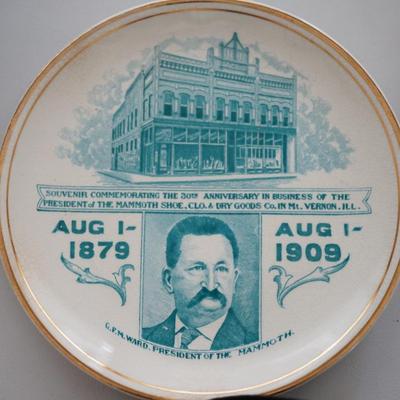 SOUVENIR COMMEMORATING THE 30TH ANNIVERSARY IN BUSINESS OF THE
PRESIDENT OF THE MAMMOTH SHOE, CLO. & DRY GOODS CO. IN MT. VERNON. ILL.
AUG 1-
1879
AUG 1-
1909
G.F.M. WARD, PRESIDENT OF THE MAMMOTH.